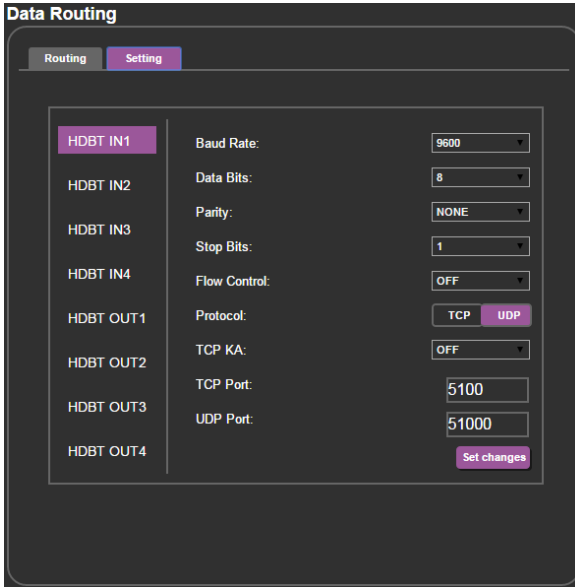 Data Routing
Routing Setting
HDBT IN1
HDBT IN2
HDBT IN3
HDBT IN4
HDBT OUT1
HDBT OUT2
HDBT OUT3
HDBT OUT4
Baud Rate: 9600
Data Bits: 8
Parity: NONE
Stop Bits: 1
Flow Control: OFF
Protocol: TCP UDP
TCP KA: OFF
TCP Port: 5100
UDP Port: 51000
Set changes